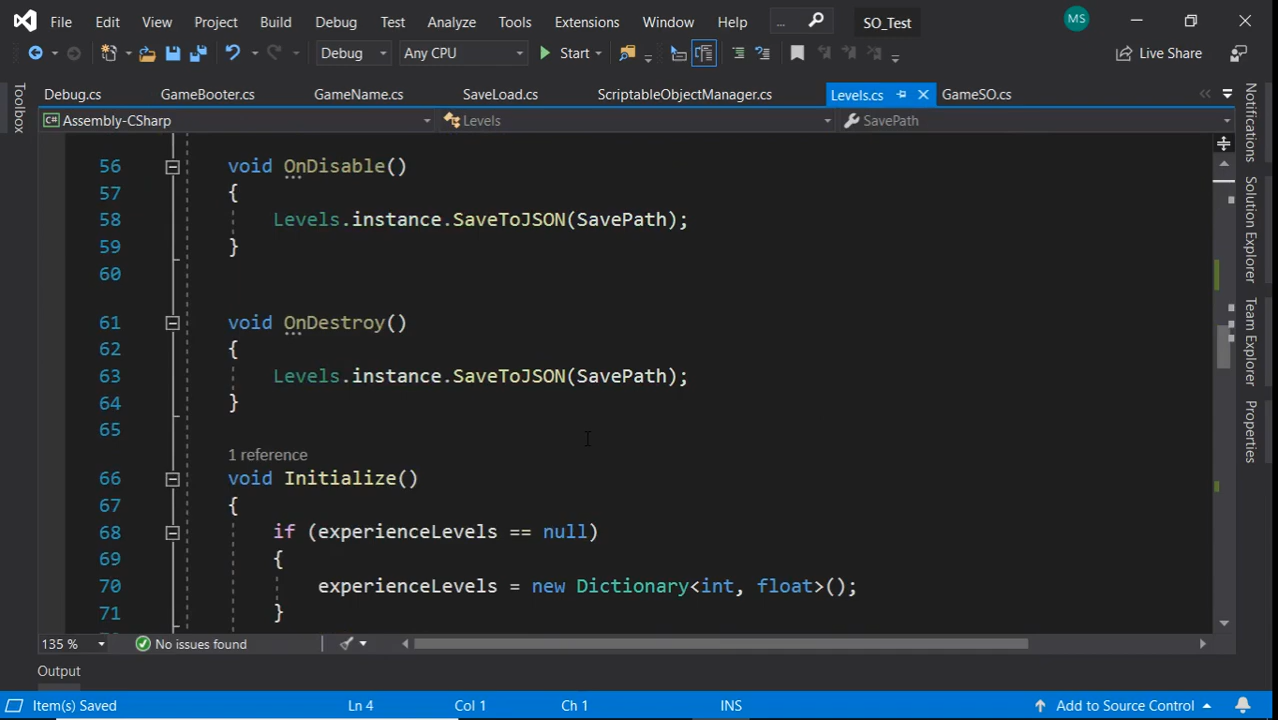 File Edit View Project Build Debug Test Analyze Tools Extensions Window Help ... SO_Test MS
Debug Any CPU Start Live Share
Debug.cs GameBooter.cs GameName.cs SaveLoad.cs ScriptableObjectManager.cs Levels.cs GameSO.cs
C# Assembly-CSharp Levels SavePath
Toolbox
Notifications
Solution Explorer
Team Explorer
Properties
56 void OnDisable()
57 {
58 Levels.instance.SaveToJSON(SavePath);
59 }
60
61 void OnDestroy()
62 {
63 Levels.instance.SaveToJSON(SavePath);
64 }
65
1 reference
66 void Initialize()
67 {
68 if (experienceLevels == null)
69 {
70 experienceLevels = new Dictionary<int, float>();
71 }
135 % No issues found
Output
Item(s) Saved Ln 4 Col 1 Ch 1 INS Add to Source Control